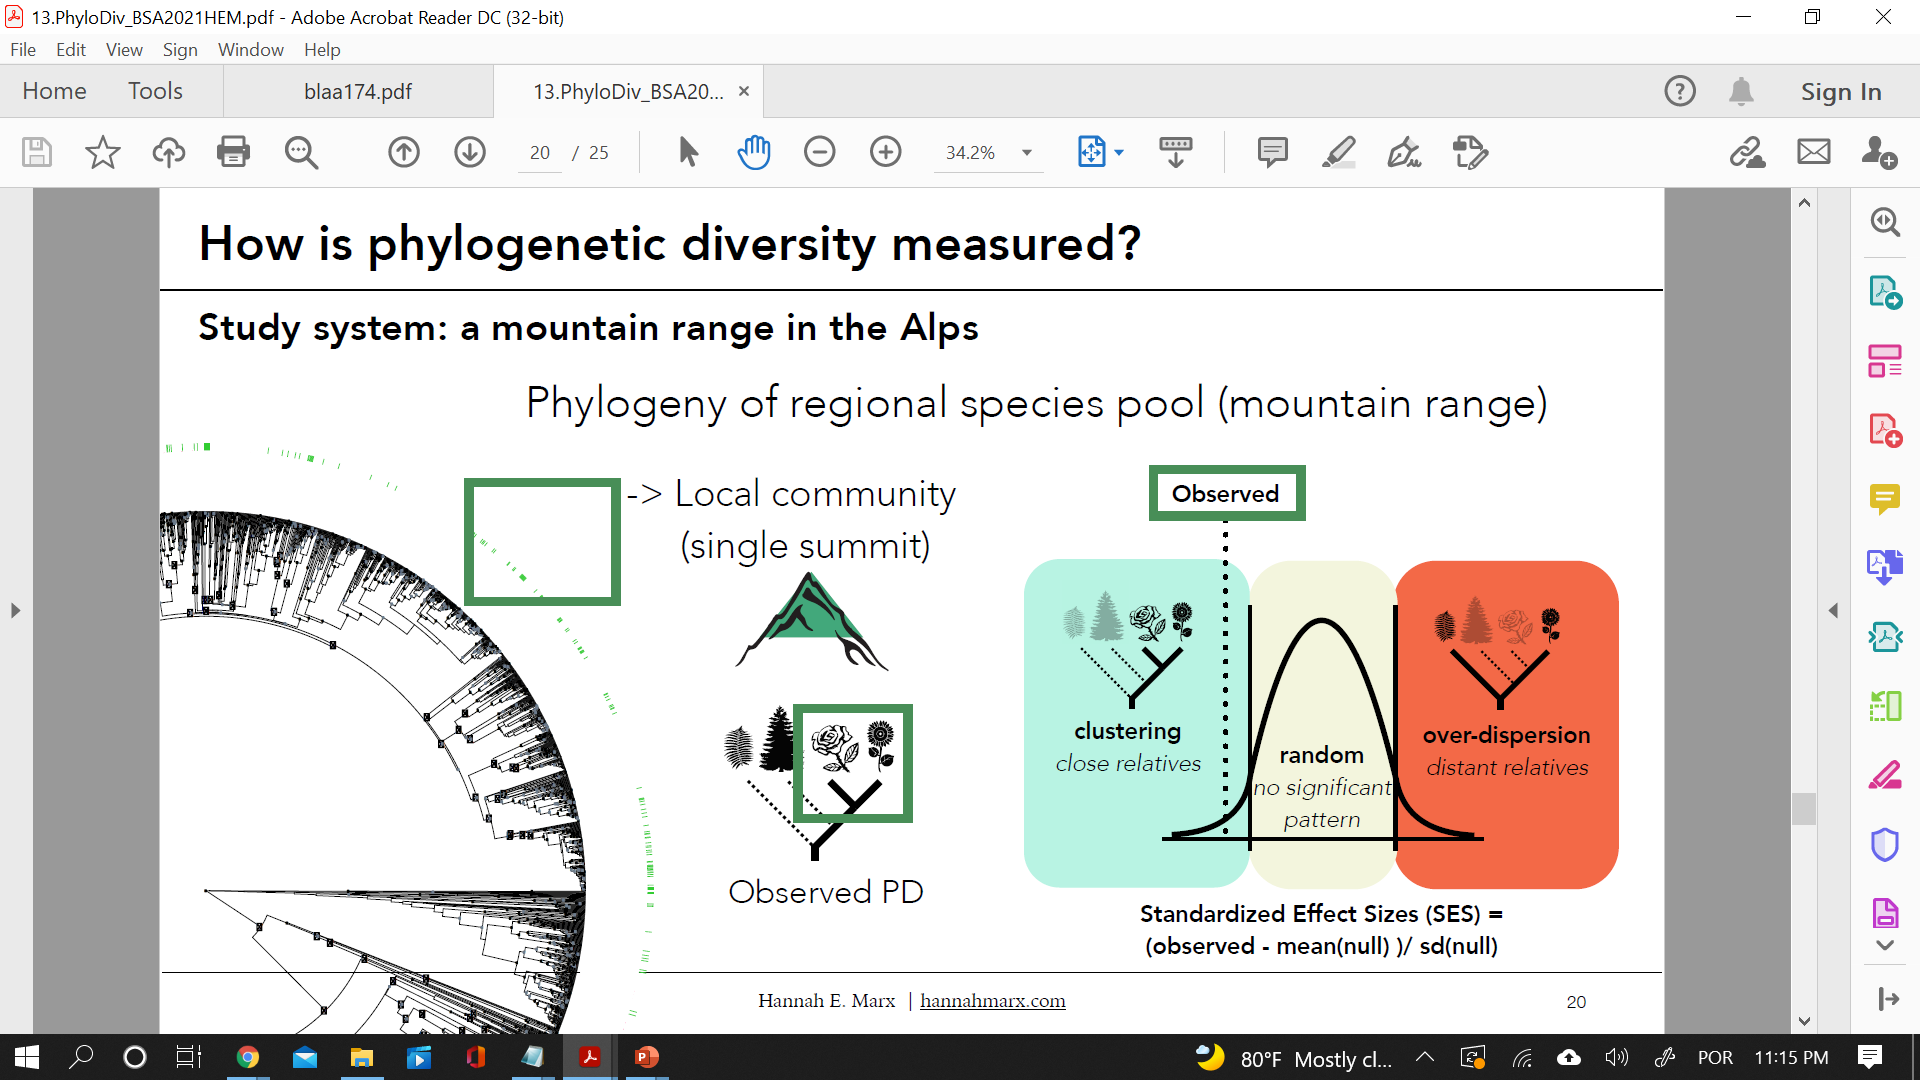 13.PhyloDiv_BSA2021HEM.pdf - Adobe Acrobat Reader DC (32-bit)
File Edit View Sign Window Help
Home Tools blaa174.pdf 13.PhyloDiv_BSA20... × Sign In
20 / 25 34.2%
How is phylogenetic diversity measured?
Study system: a mountain range in the Alps
Phylogeny of regional species pool (mountain range)
-> Local community
(single summit)
Observed PD
Observed
clustering
close relatives
random
no significant
pattern
over-dispersion
distant relatives
Standardized Effect Sizes (SES) =
(observed - mean(null) )/ sd(null)
Hannah E. Marx | hannahmarx.com
20
80°F Mostly cl... POR 11:15 PM